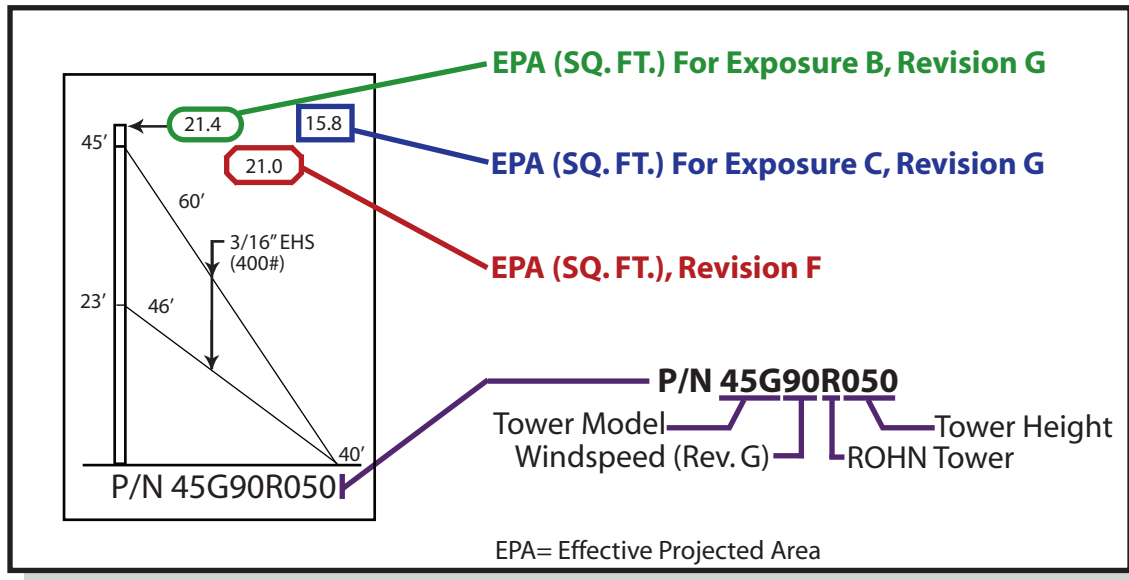 EPA (SQ. FT.) For Exposure B, Revision G
21.4
15.8
45′
21.0
EPA (SQ. FT.) For Exposure C, Revision G
60′
3/16″ EHS
(400#)
EPA (SQ. FT.), Revision F
23′
46′
P/N 45G90R050
Tower Model
Tower Height
Windspeed (Rev. G)
ROHN Tower
40′
P/N 45G90R050
EPA= Effective Projected Area